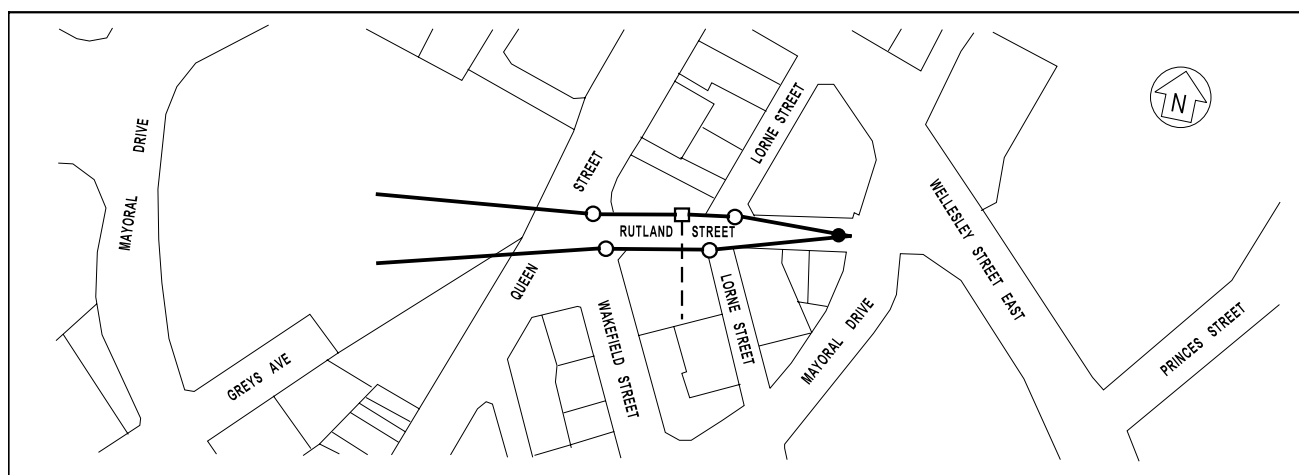 MAYORAL DRIVE
N
LORNE STREET
QUEEN STREET
RUTLAND STREET
WELLESLEY STREET EAST
LORNE STREET
WAKEFIELD STREET
MAYORAL DRIVE
PRINCES STREET
GREYS AVE